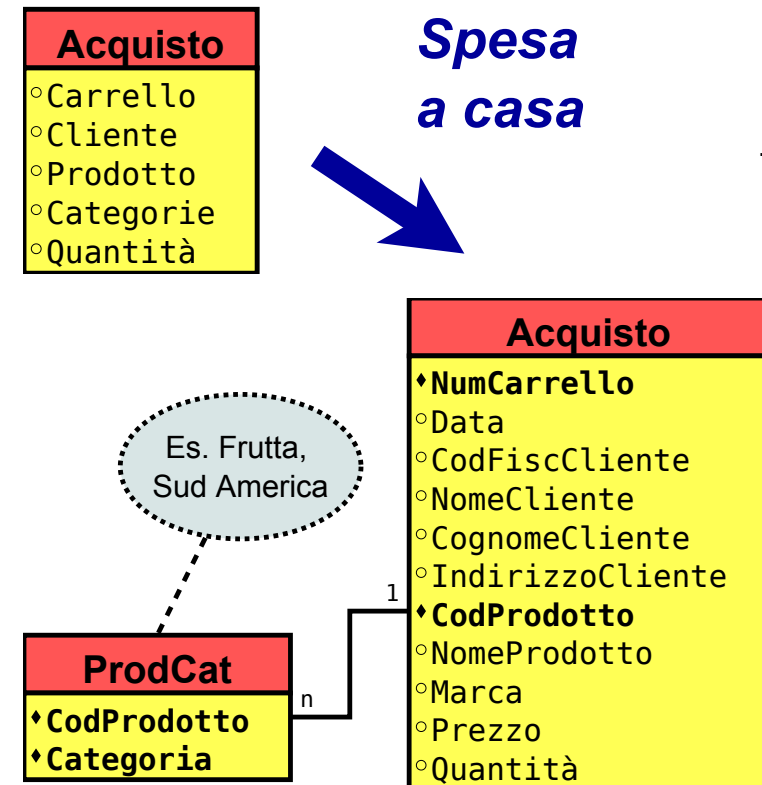 Acquisto
Carrello
Cliente
Prodotto
Categorie
Quantità
Spesa
a casa
Es. Frutta,
Sud America
ProdCat
CodProdotto
Categoria
n
1
Acquisto
NumCarrello
Data
CodFiscCliente
NomeCliente
CognomeCliente
IndirizzoCliente
CodProdotto
NomeProdotto
Marca
Prezzo
Quantità